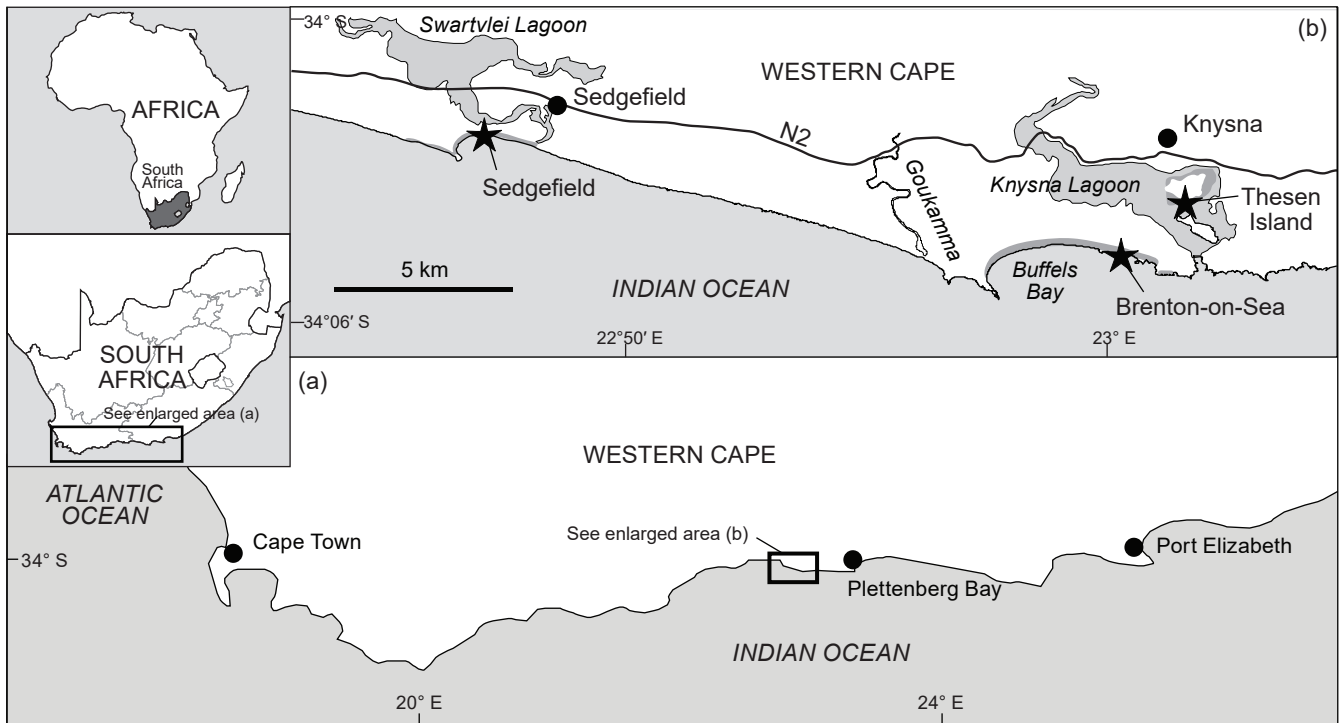 AFRICA
South
Africa
SOUTH
AFRICA
See enlarged area (a)
(b)
34° S
Swartvlei Lagoon
WESTERN CAPE
Sedgefield
N2
Knysna
Sedgefield
Goukamma
Knysna Lagoon
Thesen
Island
5 km
INDIAN OCEAN
Buffels
Bay
Brenton-on-Sea
34°06′ S
22°50′ E
23° E
(a)
WESTERN CAPE
ATLANTIC
OCEAN
Cape Town
See enlarged area (b)
Port Elizabeth
34° S
Plettenberg Bay
INDIAN OCEAN
20° E
24° E